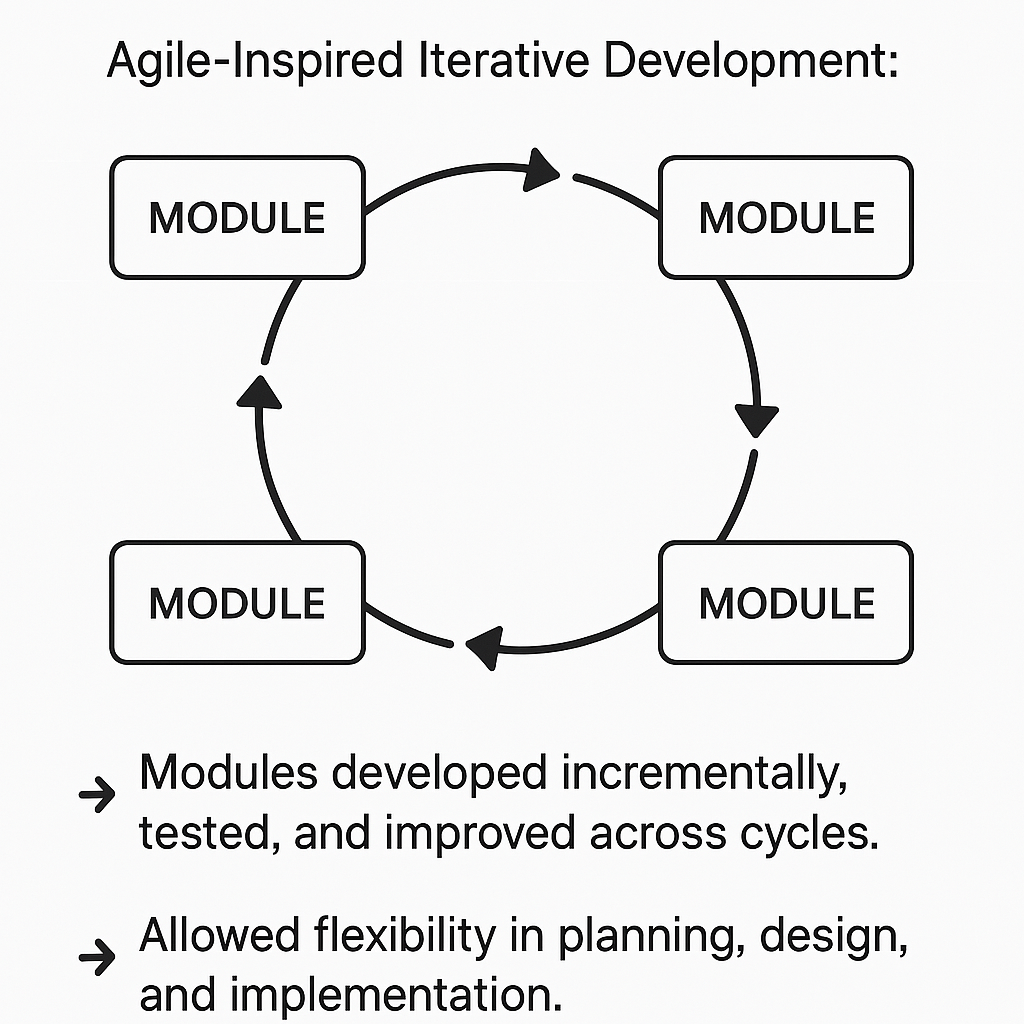 Agile-Inspired Iterative Development:
MODULE
MODULE
MODULE
MODULE
→ Modules developed incrementally,
tested, and improved across cycles.
→ Allowed flexibility in planning, design,
and implementation.